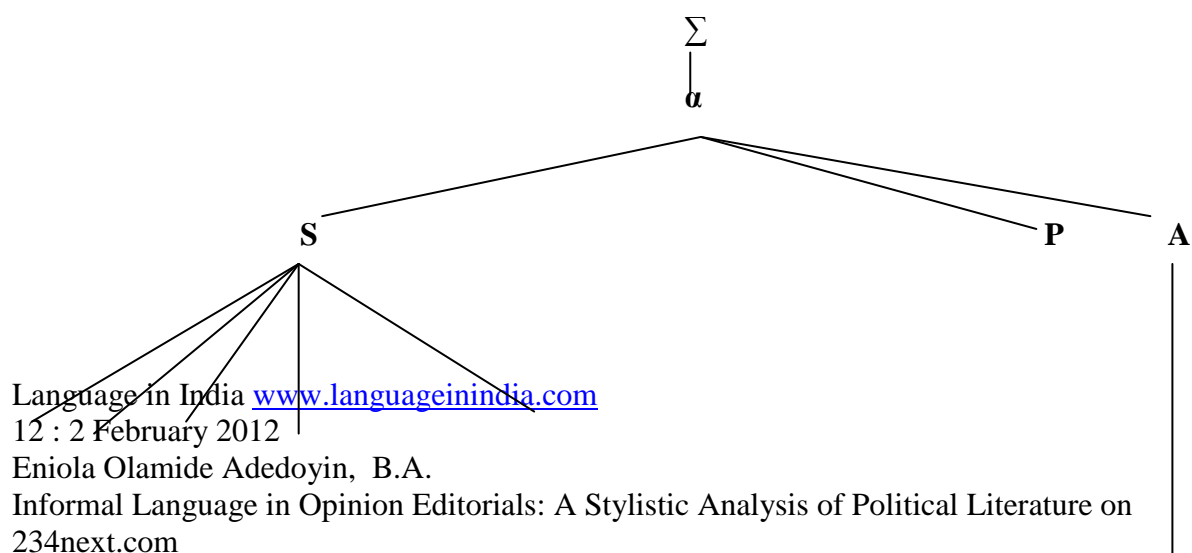 ∑
α
S P A
Language in India www.languageinindia.com
12 : 2 February 2012
Eniola Olamide Adedoyin, B.A.
Informal Language in Opinion Editorials: A Stylistic Analysis of Political Literature on
234next.com